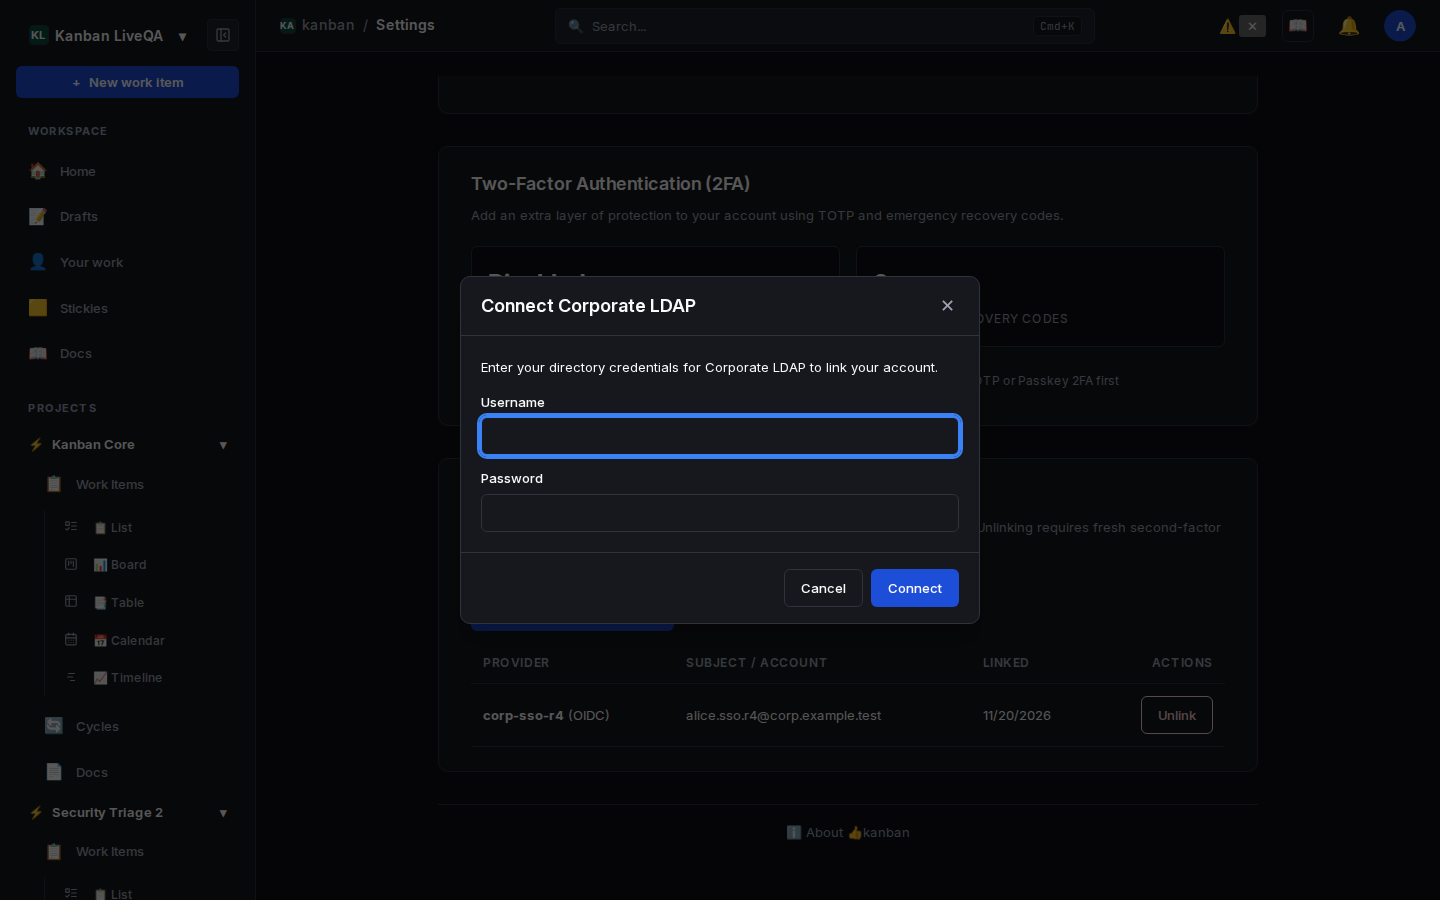 KL Kanban LiveQA ▼
+ New work item
WORKSPACE
Home
Drafts
Your work
Stickies
Docs
PROJECTS
Kanban Core ▼
Work Items
List
Board
Table
Calendar
Timeline
Cycles
Docs
Security Triage 2 ▼
Work Items
List
KA kanban / Settings
Search...
Cmd+K
A
Two-Factor Authentication (2FA)
Add an extra layer of protection to your account using TOTP and emergency recovery codes.
OVERY CODES
OTP or Passkey 2FA first
Connect Corporate LDAP
Enter your directory credentials for Corporate LDAP to link your account.
Username
Password
Cancel
Connect
Unlinking requires fresh second-factor
PROVIDER SUBJECT / ACCOUNT LINKED ACTIONS
corp-sso-r4 (OIDC) alice.sso.r4@corp.example.test 11/20/2026 Unlink
About 👍kanban